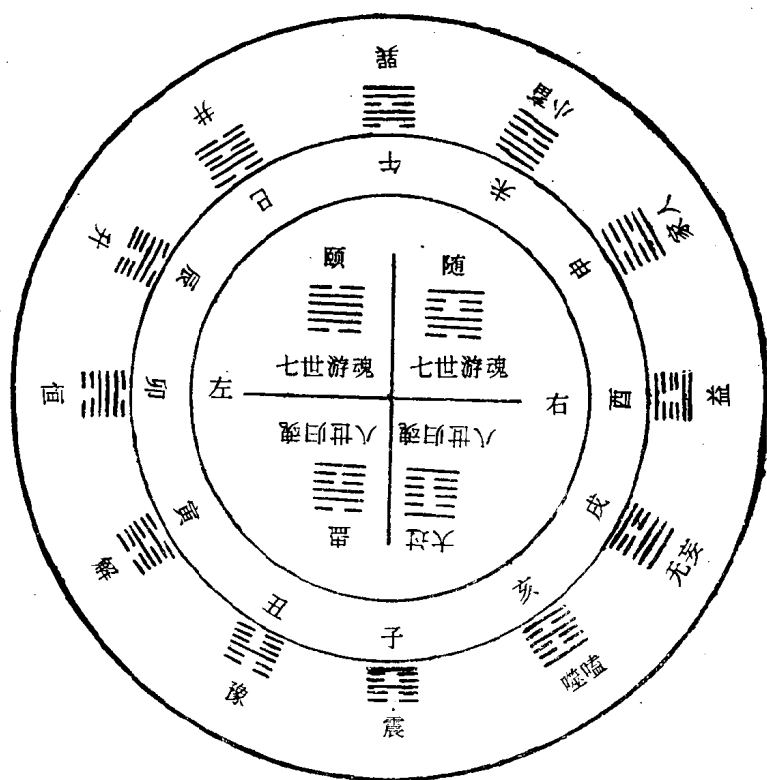 巽
小畜
家人
益
无妄
噬嗑
震
豫
解
恒
升
井
午
未
申
酉
戌
亥
子
丑
寅
卯
辰
巳
颐
随
七世游魂
七世游魂
左
右
八世归魂
八世归魂
蛊
大过